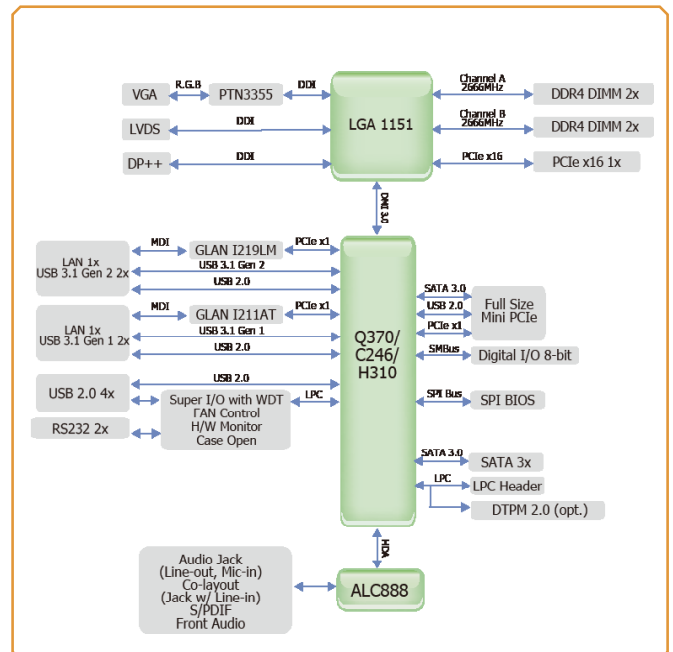 VGA
R.G.B
PTN3355
DDI
LVDS
DDI
DP++
DDI
LGA 1151
Channel A
2666MHz
DDR4 DIMM 2x
Channel B
2666MHz
DDR4 DIMM 2x
PCIe x16
PCIe x16 1x
DMI 3.0
LAN 1x
USB 3.1 Gen 2 2x
MDI
GLAN I219LM
PCIe x1
USB 3.1 Gen 2
USB 2.0
LAN 1x
USB 3.1 Gen 1 2x
MDI
GLAN I211AT
PCIe x1
USB 3.1 Gen 1
USB 2.0
USB 2.0 4x
USB 2.0
RS232 2x
Super I/O with WDT
FAN Control
H/W Monitor
Case Open
LPC
Q370/
C246/
H310
SATA 3.0
USB 2.0
PCIe x1
Full Size
Mini PCIe
SMBus
Digital I/O 8-bit
SPI Bus
SPI BIOS
SATA 3.0
SATA 3x
LPC
LPC Header
DTPM 2.0 (opt.)
HDA
Audio Jack
(Line-out, Mic-in)
Co-layout
(Jack w/ Line-in)
S/PDIF
Front Audio
ALC888